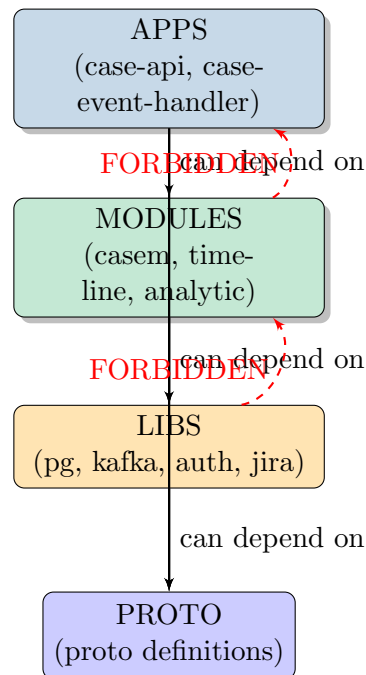 APPS
(case-api, case-
event-handler)
FORBIDDEN
can depend on
MODULES
(casem, time-
line, analytic)
can depend on
FORBIDDEN
LIBS
(pg, kafka, auth, jira)
can depend on
PROTO
(proto definitions)